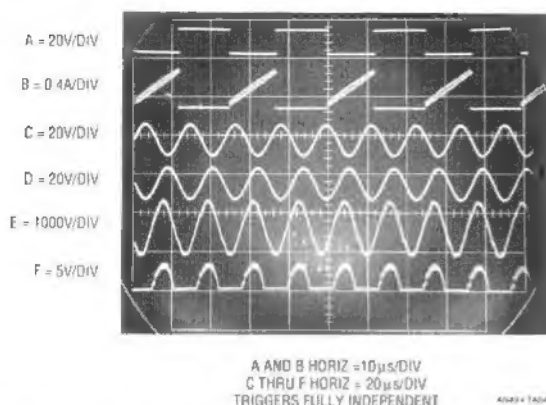 A = 20V/DIV
B = 0.4A/DIV
C = 20V/DIV
D = 20V/DIV
E = 1000V/DIV
F = 5V/DIV
A AND B HORIZ = 10µs/DIV
C THRU F HORIZ = 20µs/DIV
TRIGGERS FULLY INDEPENDENT